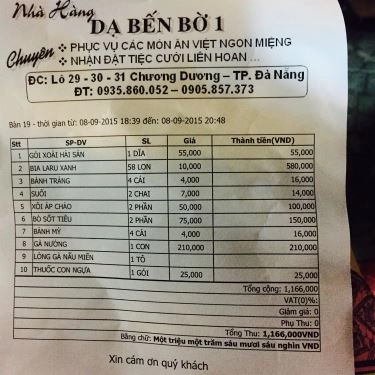 Nhà Hàng
DẠ BẾN BỜ 1
Chuyên
❖ PHỤC VỤ CÁC MÓN ĂN VIỆT NGON MIỆNG
❖ NHẬN ĐẶT TIỆC CƯỚI LIÊN HOAN ...
ĐC: Lô 29 - 30 - 31 Chương Dương – TP. Đà Nẵng
ĐT: 0935.860.052 – 0905.857.373
Bàn 19 - thời gian từ: 08-09-2015 18:39 đến: 08-09-2015 20:48
Stt SP-DV SL Giá Thành tiền(VND)
1 GỎI XOÀI HẢI SẢN 1 DĨA 55,000 55,000
2 BIA LARU XANH 58 LON 10,000 580,000
3 BÁNH TRÁNG 4 CÁI 4,000 16,000
4 SUỐI 2 CHAI 7,000 14,000
5 XÔI ÁP CHẢO 2 PHẦN 50,000 100,000
6 BÒ SỐT TIÊU 2 PHẦN 75,000 150,000
7 BÁNH MỲ 4 CÁI 4,000 16,000
8 GÀ NƯỚNG 1 CON 210,000 210,000
9 LÒNG GÀ NẤU MIẾN 1 TÔ
10 THUỐC CON NGỰA 1 GÓI 25,000 25,000
Tổng cộng: 1,166,000
VAT(0)%:
Giảm giá: 0
Phụ Thu: 0
Tổng Thu: 1,166,000VND
Bằng chữ: Một triệu một trăm sáu mươi sáu nghìn VND
Xin cảm ơn quý khách